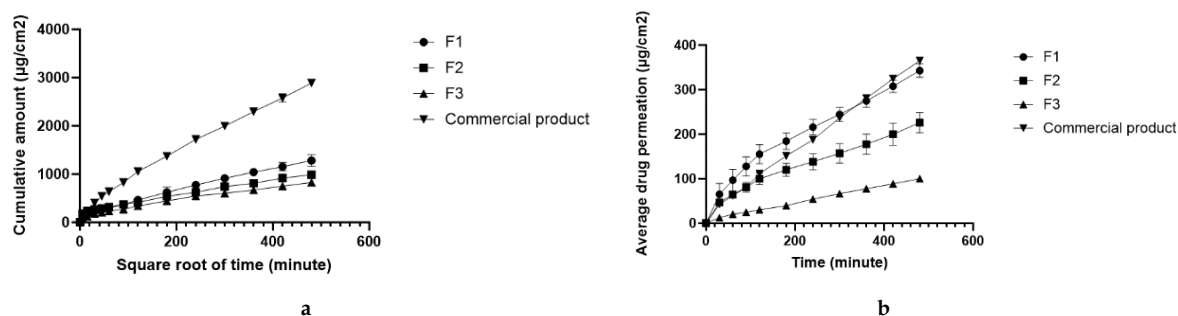 Cumulative amount (µg/cm2)
4000
3000
2000
1000
0
0
200
400
600
Square root of time (minute)
F1
F2
F3
Commercial product
a
Average drug permeation (µg/cm2)
400
300
200
100
0
0
200
400
600
Time (minute)
F1
F2
F3
Commercial product
b